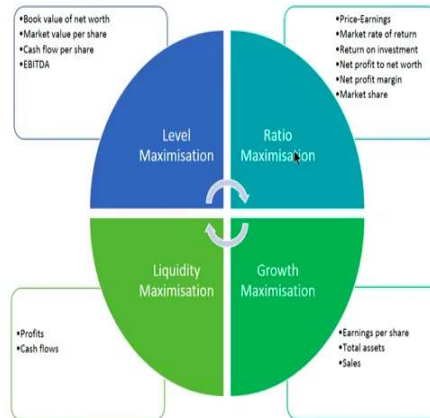 •Book value of net worth
•Market value per share
•Cash flow per share
•EBITDA
•Price-Earnings
•Market rate of return
•Return on investment
•Net profit to net worth
•Net profit margin
•Market share
Level
Maximisation
Ratio
Maximisation
Liquidity
Maximisation
Growth
Maximisation
•Profits
•Cash flows
•Earnings per share
•Total assets
•Sales